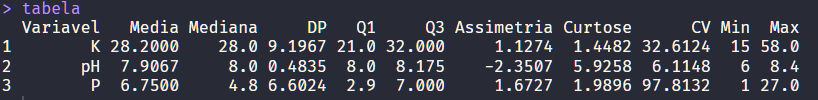 > tabela
Variavel Media Mediana DP Q1 Q3 Assimetria Curtose CV Min Max
1 K 28.2000 28.0 9.1967 21.0 32.000 1.1274 1.4482 32.6124 15 58.0
2 pH 7.9067 8.0 0.4835 8.0 8.175 -2.3507 5.9258 6.1148 6 8.4
3 P 6.7500 4.8 6.6024 2.9 7.000 1.6727 1.9896 97.8132 1 27.0